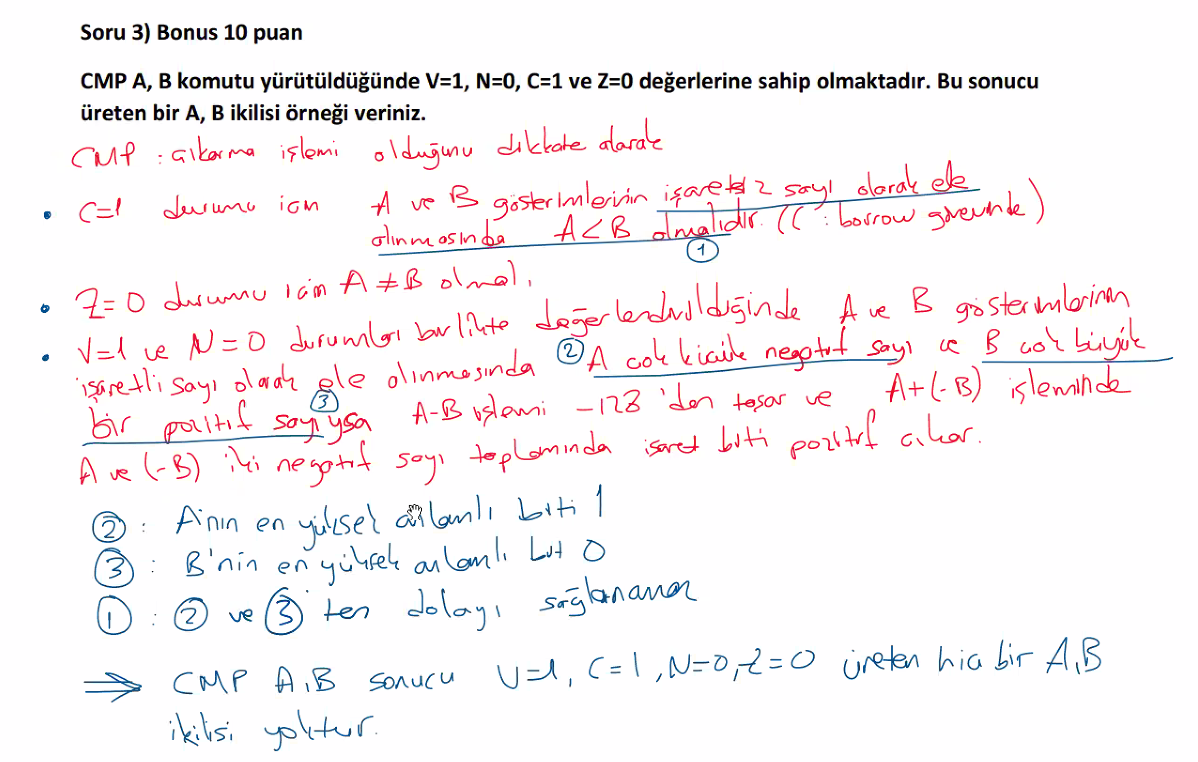 Soru 3) Bonus 10 puan
CMP A, B komutu yürütüldüğünde V=1, N=0, C=1 ve Z=0 değerlerine sahip olmaktadır. Bu sonucu
üreten bir A, B ikilisi örneği veriniz.
CMP : çıkarma işlemi olduğunu dikkate alarak
• C=1 durumu için A ve B gösterimlerinin işaretsiz sayı olarak ele
alınmasında A<B olmalıdır. (C : borrow görevinde)
1
• Z=0 durumu için A ≠ B olmalı.
• V=1 ve N=0 durumları birlikte değerlendirildiğinde A ve B gösterimlerinin
işaretli sayı olarak ele alınmasında ② A çok küçük negatif sayı ve B çok büyük
③
bir pozitif sayıysa A-B işlemi -128'den taşar ve A+(-B) işleminde
A ve (-B) iki negatif sayı toplamında işaret biti pozitif çıkar.
② : A'nın en yüksek anlamlı biti 1
③ : B'nin en yüksek anlamlı bit 0
① : ② ve ③'ten dolayı sağlanamaz
⇒ CMP A,B sonucu V=1, C=1, N=0, Z=0 üreten hiç bir A,B
ikilisi yoktur.